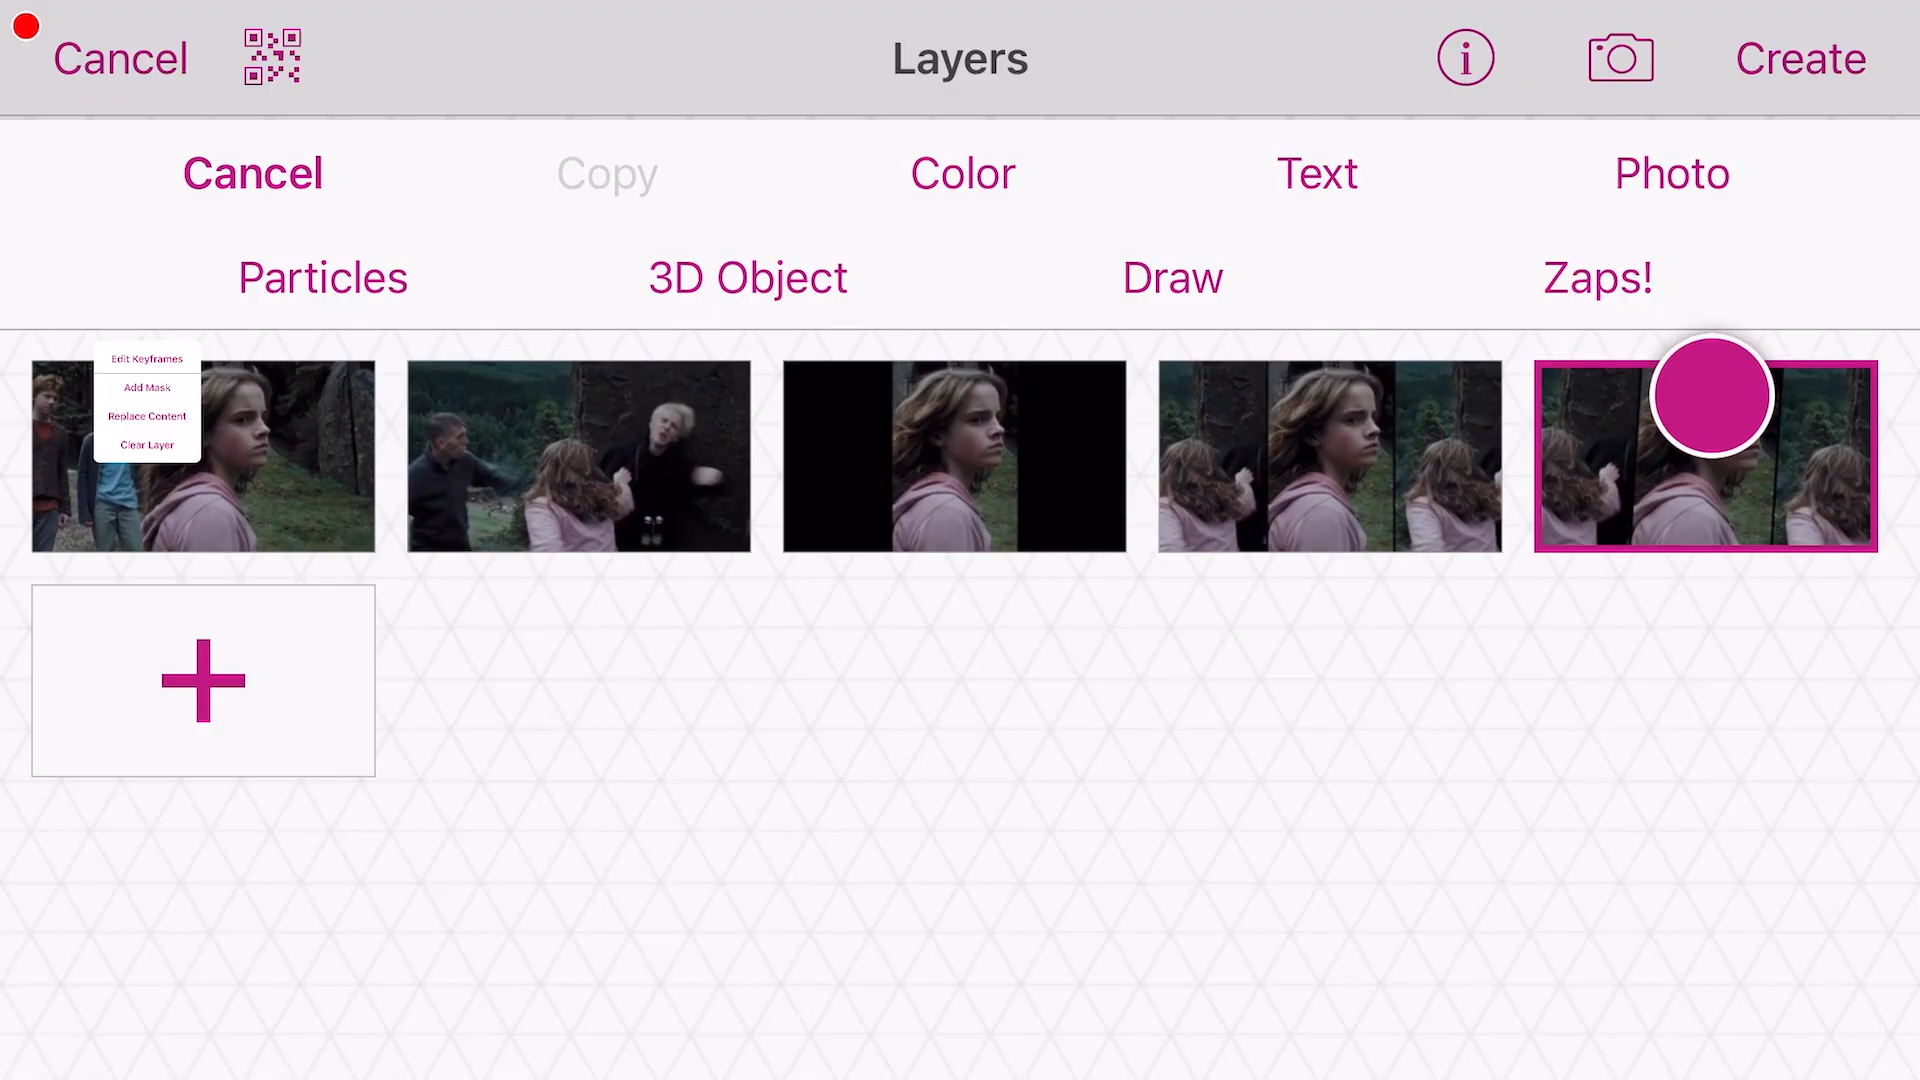 Cancel
Layers
Create
Cancel
Copy
Color
Text
Photo
Particles
3D Object
Draw
Zaps!
Edit Keyframes
Add Mask
Replace Content
Clear Layer